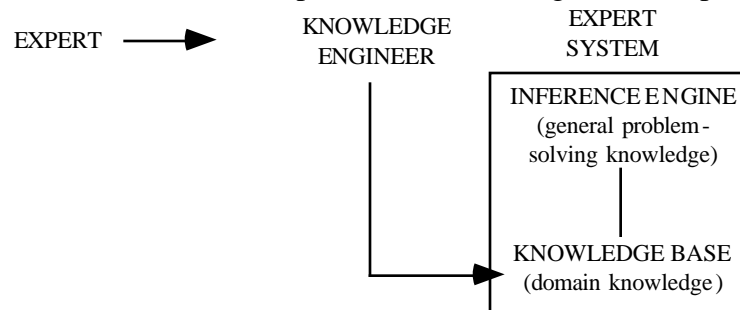 EXPERT
KNOWLEDGE
ENGINEER
EXPERT
SYSTEM
INFERENCE ENGINE
(general problem-
solving knowledge)
KNOWLEDGE BASE
(domain knowledge)